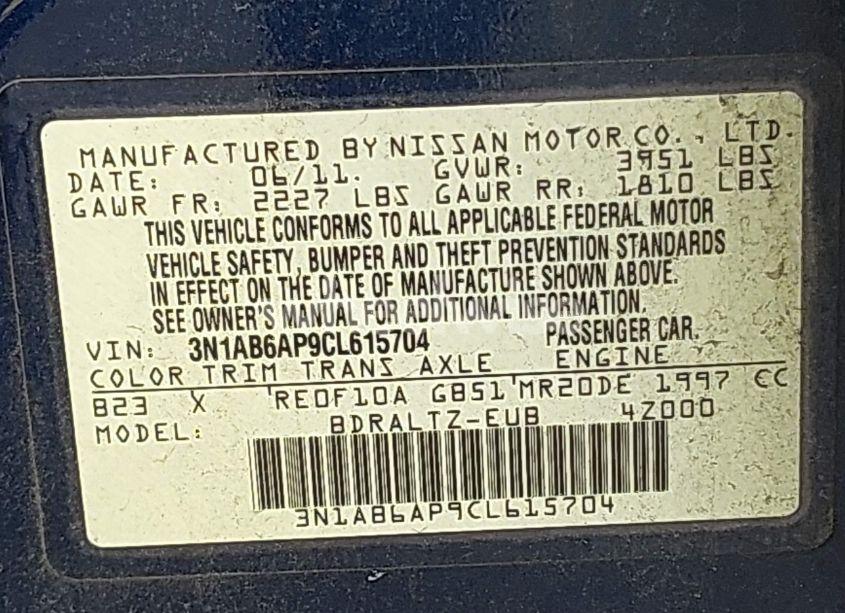 MANUFACTURED BY NISSAN MOTOR CO., LTD.
DATE: 06/11. GVWR: 3951 LBS
GAWR FR: 2227 LBS GAWR RR: 1810 LBS
THIS VEHICLE CONFORMS TO ALL APPLICABLE FEDERAL MOTOR
VEHICLE SAFETY, BUMPER AND THEFT PREVENTION STANDARDS
IN EFFECT ON THE DATE OF MANUFACTURE SHOWN ABOVE.
SEE OWNER'S MANUAL FOR ADDITIONAL INFORMATION.
VIN: 3N1AB6AP9CL615704 PASSENGER CAR.
COLOR TRIM TRANS AXLE ENGINE
B23 X RE0F10A GB51 MR20DE 1997 CC
MODEL: BDRALTZ-EUB 4Z000
3N1AB6AP9CL615704